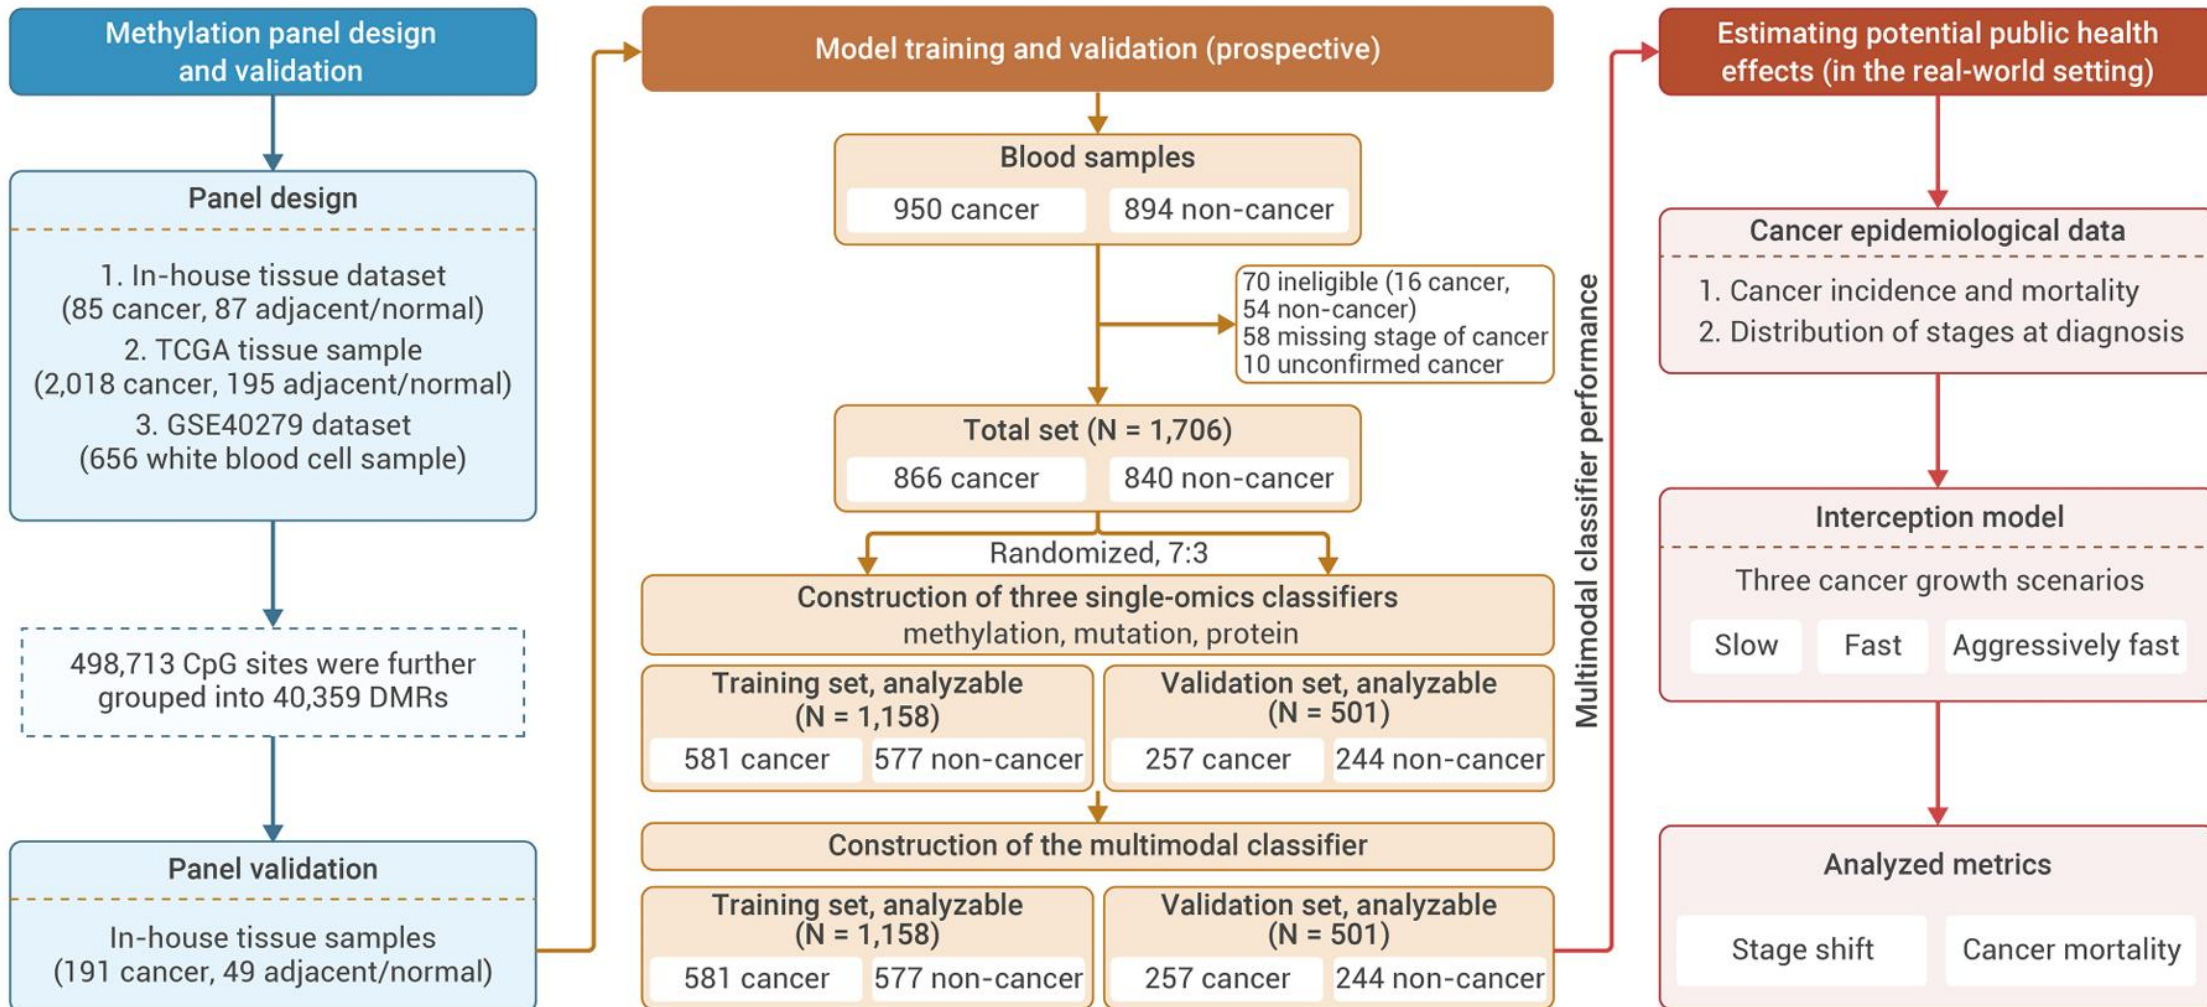 Methylation panel design
and validation
Panel design
1. In-house tissue dataset
(85 cancer, 87 adjacent/normal)
2. TCGA tissue sample
(2,018 cancer, 195 adjacent/normal)
3. GSE40279 dataset
(656 white blood cell sample)
498,713 CpG sites were further
grouped into 40,359 DMRs
Panel validation
In-house tissue samples
(191 cancer, 49 adjacent/normal)
Model training and validation (prospective)
Blood samples
950 cancer
894 non-cancer
70 ineligible (16 cancer,
54 non-cancer)
58 missing stage of cancer
10 unconfirmed cancer
Total set (N = 1,706)
866 cancer
840 non-cancer
Randomized, 7:3
Construction of three single-omics classifiers
methylation, mutation, protein
Training set, analyzable
(N = 1,158)
581 cancer
577 non-cancer
Validation set, analyzable
(N = 501)
257 cancer
244 non-cancer
Construction of the multimodal classifier
Training set, analyzable
(N = 1,158)
581 cancer
577 non-cancer
Validation set, analyzable
(N = 501)
257 cancer
244 non-cancer
Multimodal classifier performance
Estimating potential public health
effects (in the real-world setting)
Cancer epidemiological data
1. Cancer incidence and mortality
2. Distribution of stages at diagnosis
Interception model
Three cancer growth scenarios
Slow
Fast
Aggressively fast
Analyzed metrics
Stage shift
Cancer mortality